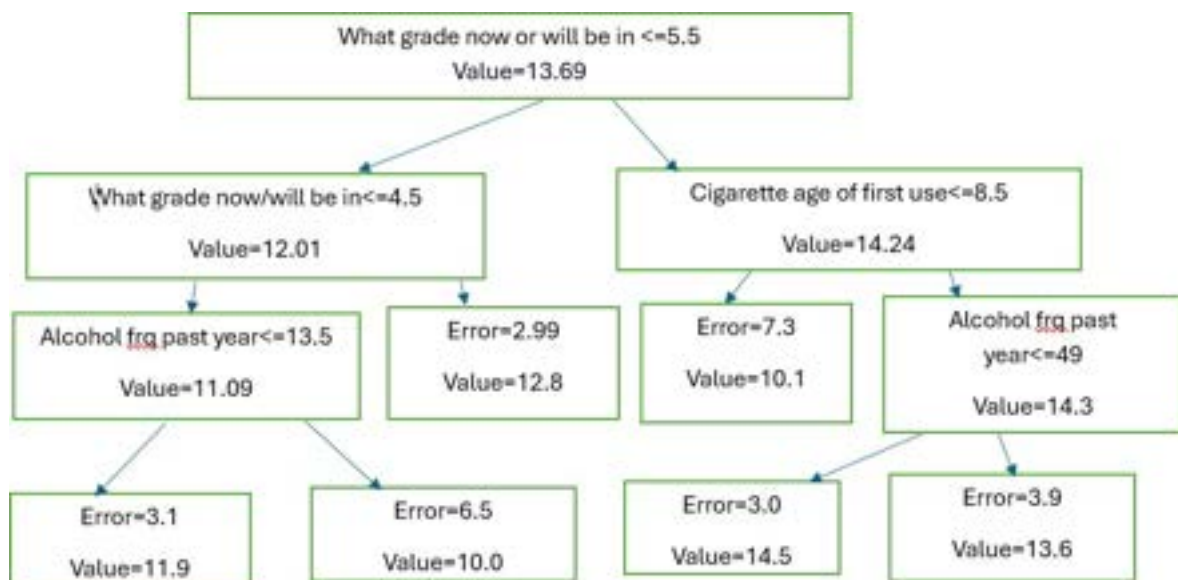 What grade now or will be in <=5.5
Value=13.69
What grade now/will be in<=4.5
Value=12.01
Cigarette age of first use<=8.5
Value=14.24
Alcohol frq past year<=13.5
Value=11.09
Error=2.99
Value=12.8
Error=7.3
Value=10.1
Alcohol frq past
year<=49
Value=14.3
Error=3.1
Value=11.9
Error=6.5
Value=10.0
Error=3.0
Value=14.5
Error=3.9
Value=13.6